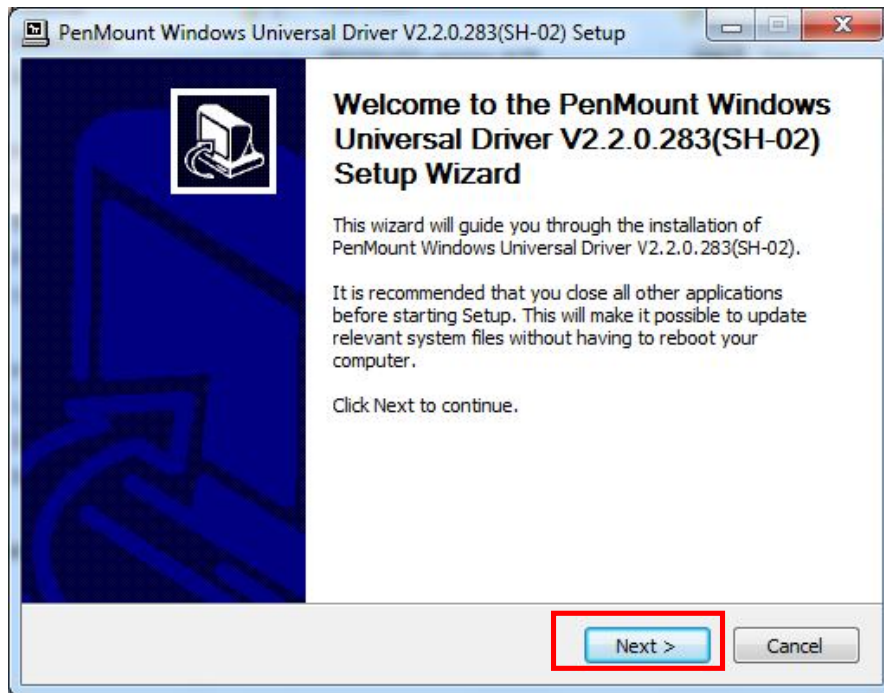 PenMount Windows Universal Driver V2.2.0.283(SH-02) Setup
X
Welcome to the PenMount Windows
Universal Driver V2.2.0.283(SH-02)
Setup Wizard
This wizard will guide you through the installation of
PenMount Windows Universal Driver V2.2.0.283(SH-02).
It is recommended that you close all other applications
before starting Setup. This will make it possible to update
relevant system files without having to reboot your
computer.
Click Next to continue.
Next >
Cancel